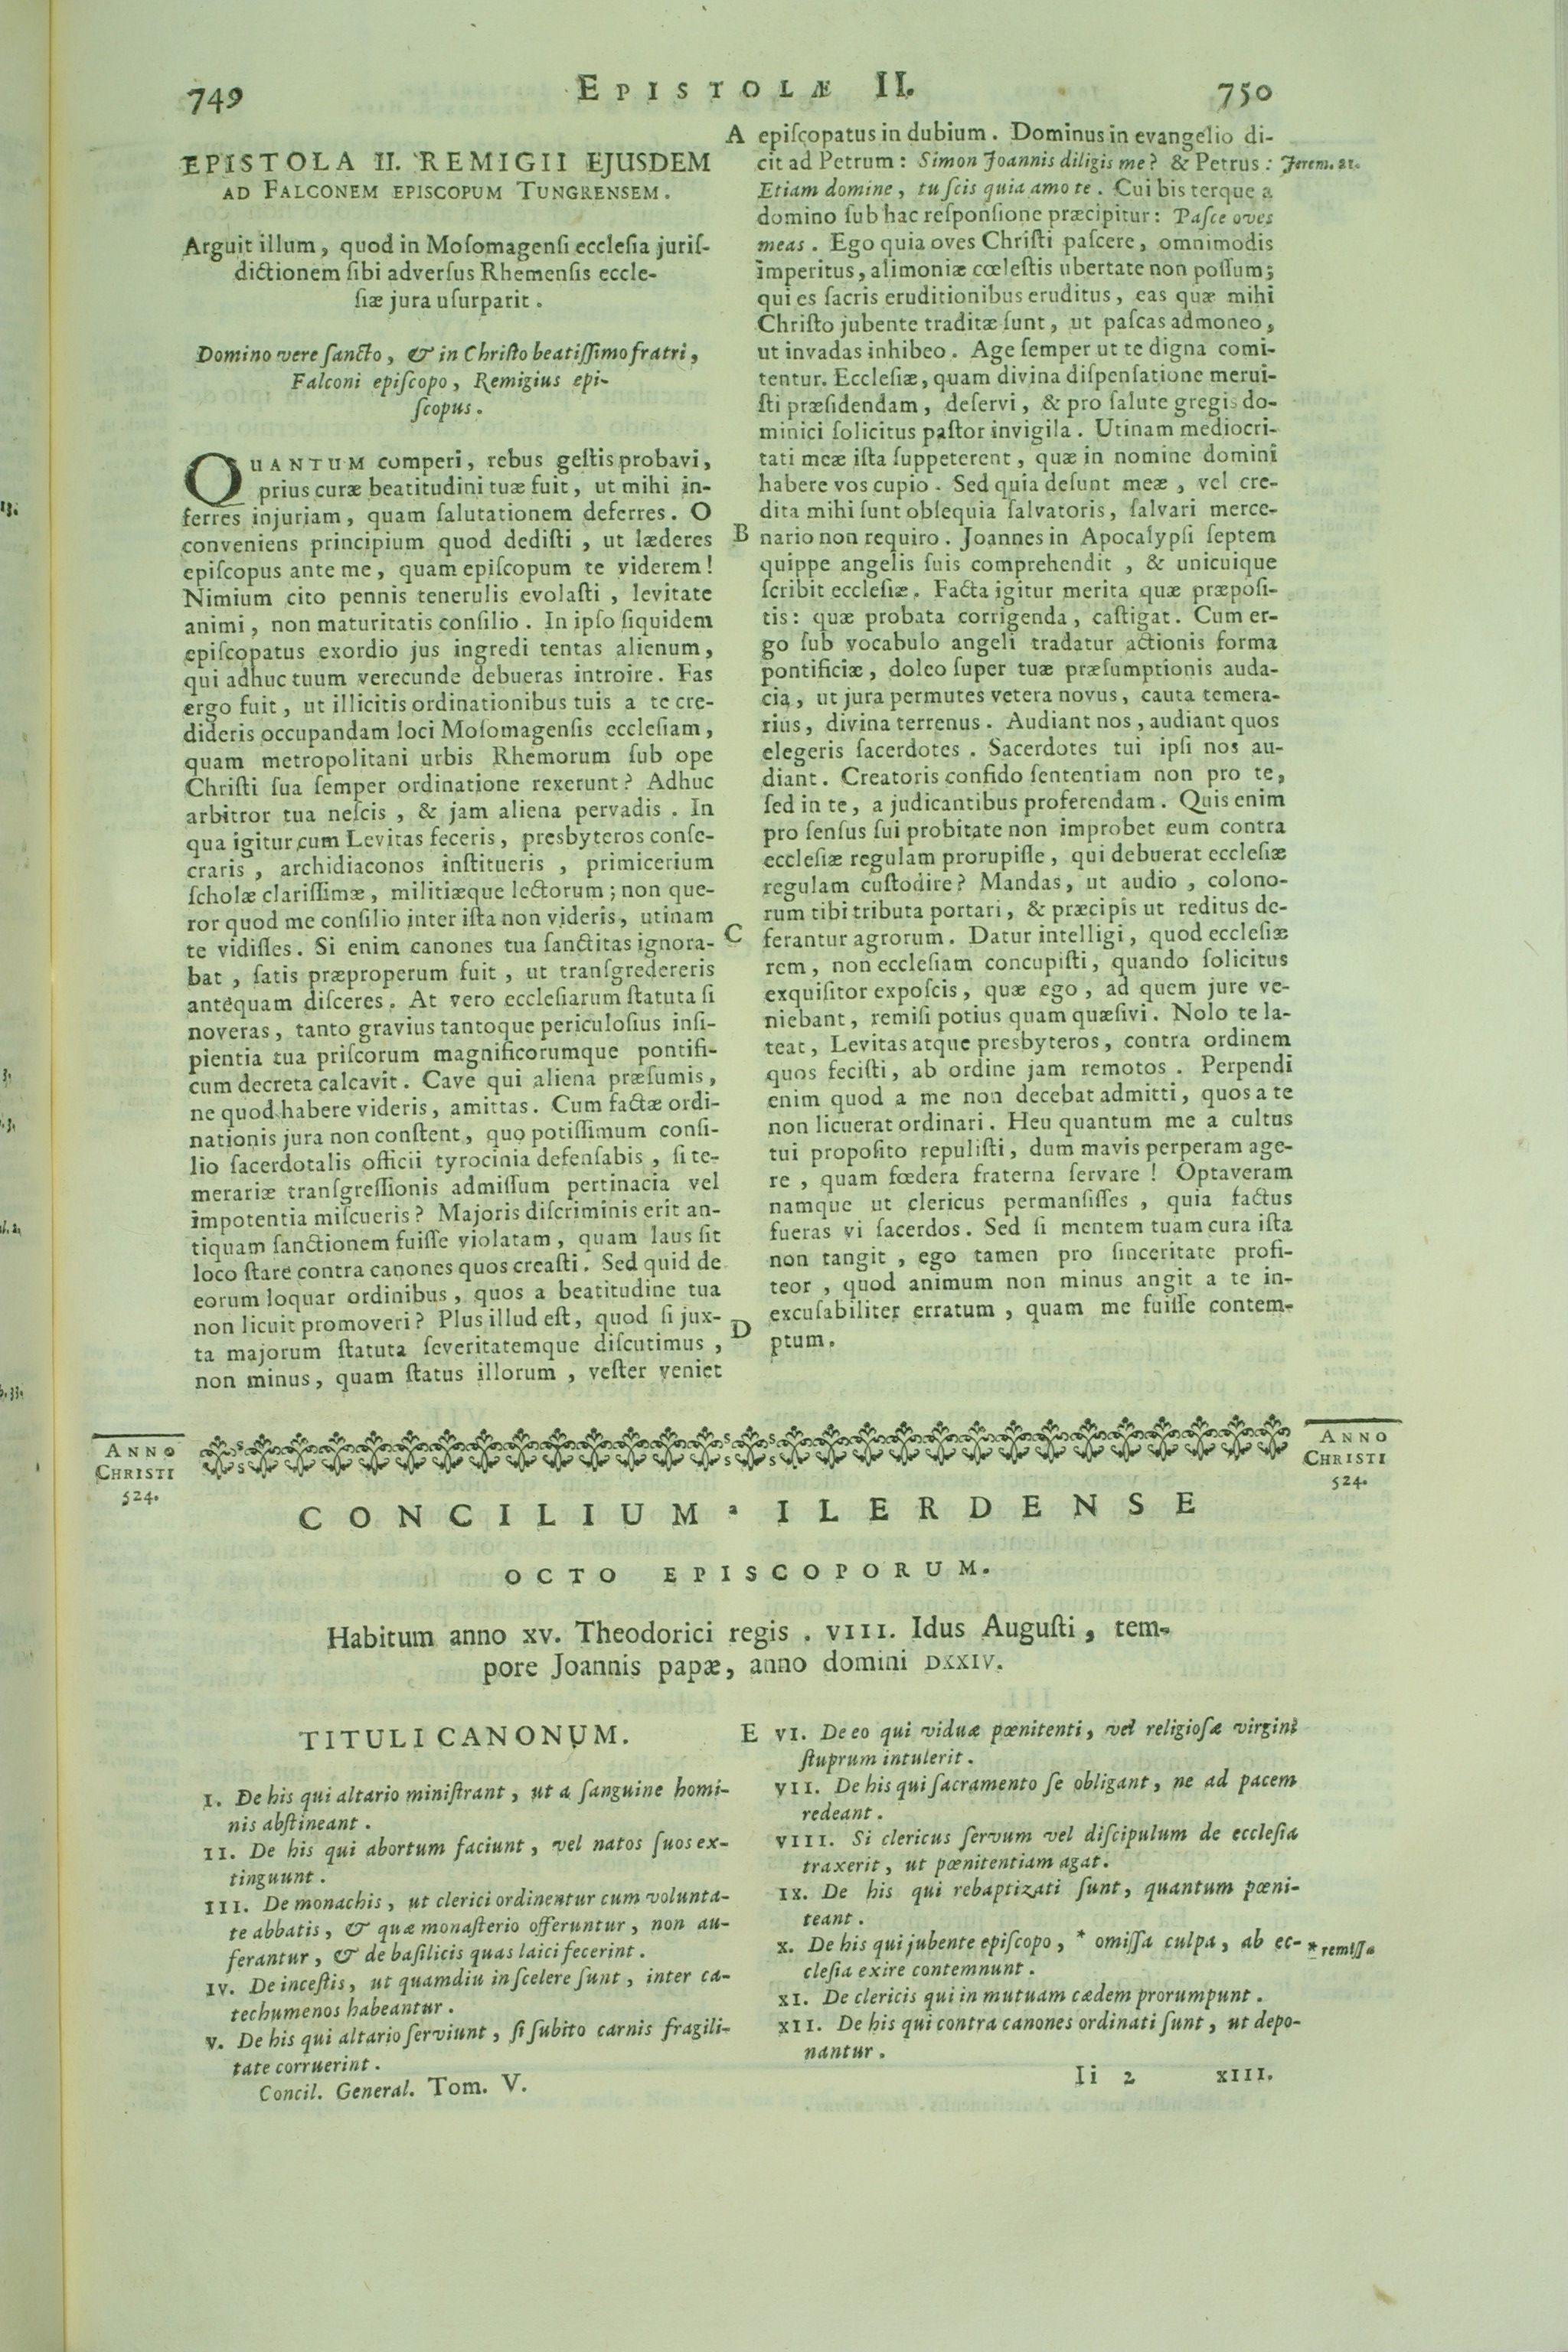 749
EPISTOLÆ II.
750
EPISTOLA II. REMIGII EJUSDEM
AD FALCONEM EPISCOPUM TUNGRENSEM.
Arguit illum, quod in Moſomagenſi eccleſia juriſ-
dictionem ſibi adverſus Rhemenſis eccle-
ſiæ jura uſurparit.
Domino vere ſancto, & in Chriſto beatiſſimo fratri,
Falconi epiſcopo, Remigius epi-
ſcopus.
QUANTUM comperi, rebus geſtis probavi,
prius curæ beatitudini tuæ fuit, ut mihi in-
ferres injuriam, quam ſalutationem deferres. O
conveniens principium quod dediſti, ut læderes
epiſcopus ante me, quam epiſcopum te viderem!
Nimium cito pennis tenerulis evolaſti, levitate
animi, non maturitatis conſilio. In ipſo ſiquidem
epiſcopatus exordio jus ingredi tentas alienum,
qui adhuc tuum verecunde debueras introire. Fas
ergo fuit, ut illicitis ordinationibus tuis a te cre-
dideris occupandam loci Moſomagenſis eccleſiam,
quam metropolitani urbis Rhemorum ſub ope
Chriſti ſua ſemper ordinatione rexerunt? Adhuc
arbitror tua neſcis, & jam aliena pervadis. In
qua igitur cum Levitas feceris, presbyteros conſe-
craris, archidiaconos inſtitueris, primicerium
ſcholæ clariſſimæ, militiæque lectorum; non que-
ror quod me conſilio inter iſta non videris, utinam
te vidiſſes. Si enim canones tua ſanctitas ignora-
bat, ſatis præproperum fuit, ut tranſgredereris
antequam diſceres. At vero eccleſiarum ſtatuta ſi
noveras, tanto gravius tantoque periculoſius inſi-
pientia tua priſcorum magnificorumque pontifi-
cum decreta calcavit. Cave qui aliena præſumis,
ne quod habere videris, amittas. Cum factæ ordi-
nationis jura non conſtent, quo potiſſimum conſi-
lio ſacerdotalis officii tyrocinia defenſabis, ſi te-
merariæ tranſgreſſionis admiſſum pertinacia vel
impotentia miſcueris? Majoris diſcriminis erit an-
tiquam ſanctionem fuiſſe violatam, quam laus ſit
loco ſtare contra canones quos creaſti. Sed quid de
eorum loquar ordinibus, quos a beatitudine tua
non licuit promoveri? Plus illud eſt, quod ſi jux-
ta majorum ſtatuta ſeveritatemque diſcutimus,
non minus, quam ſtatus illorum, veſter veniet
A epiſcopatus in dubium. Dominus in evangelio di-
cit ad Petrum: Simon Joannis diligis me? & Petrus: Jerem. 21.
Etiam domine, tu ſcis quia amo te. Cui bis terque a
domino ſub hac reſponſione præcipitur: Paſce oves
meas. Ego quia oves Chriſti paſcere, omnimodis
imperitus, alimoniæ cœleſtis ubertate non poſſum;
qui es ſacris eruditionibus eruditus, eas quæ mihi
Chriſto jubente traditæ ſunt, ut paſcas admoneo,
ut invadas inhibeo. Age ſemper ut te digna comi-
tentur. Eccleſiæ, quam divina diſpenſatione merui-
ſti præſidendam, deſervi, & pro ſalute gregis do-
minici ſolicitus paſtor invigila. Utinam mediocri-
tati meæ iſta ſuppeterent, quæ in nomine domini
habere vos cupio. Sed quia deſunt meæ, vel cre-
dita mihi ſunt obſequia ſalvatoris, ſalvari merce-
B nario non requiro. Joannes in Apocalypſi ſeptem
quippe angelis ſuis comprehendit, & unicuique
ſcribit eccleſiæ. Facta igitur merita quæ præpoſi-
tis: quæ probata corrigenda, caſtigat. Cum er-
go ſub vocabulo angeli tradatur actionis forma
pontificiæ, doleo ſuper tuæ præſumptionis auda-
cia, ut jura permutes vetera novus, cauta temera-
rius, divina terrenus. Audiant nos, audiant quos
elegeris ſacerdotes. Sacerdotes tui ipſi nos au-
diant. Creatoris confido ſententiam non pro te,
ſed in te, a judicantibus proferendam. Quis enim
pro ſenſus ſui probitate non improbet eum contra
eccleſiæ regulam prorupiſſe, qui debuerat eccleſiæ
regulam cuſtodire? Mandas, ut audio, colono-
rum tibi tributa portari, & præcipis ut reditus de-
C ferantur agrorum. Datur intelligi, quod eccleſiæ
rem, non eccleſiam concupiſti, quando ſolicitus
exquiſitor expoſcis, quæ ego, ad quem jure ve-
niebant, remiſi potius quam quæſivi. Nolo te la-
teat, Levitas atque presbyteros, contra ordinem
quos feciſti, ab ordine jam remotos. Perpendi
enim quod a me non decebat admitti, quos a te
non licuerat ordinari. Heu quantum me a cultus
tui propoſito repuliſti, dum mavis perperam age-
re, quam fœdera fraterna ſervare! Optaveram
namque ut clericus permanſiſſes, quia factus
fueras vi ſacerdos. Sed ſi mentem tuam cura iſta
non tangit, ego tamen pro ſinceritate profi-
teor, quod animum non minus angit a te in-
excuſabiliter erratum, quam me fuiſſe contem-
D ptum.
ANNO
CHRISTI
524.
ANNO
CHRISTI
524.
CONCILIUM a ILERDENSE
OCTO EPISCOPORUM.
Habitum anno XV. Theodorici regis. VIII. Idus Auguſti, tem-
pore Joannis papæ, anno domini DXXIV.
TITULI CANONUM.
I. De his qui altario miniſtrant, ut a ſanguine homi-
nis abſtineant.
II. De his qui abortum faciunt, vel natos ſuos ex-
tinguunt.
III. De monachis, ut clerici ordinentur cum volunta-
te abbatis, & quæ monaſterio offeruntur, non au-
ferantur, & de baſilicis quas laici fecerint.
IV. De inceſtis, ut quamdiu in ſcelere ſunt, inter ca-
techumenos habeantur.
V. De his qui altario ſerviunt, ſi ſubito carnis fragili-
tate corruerint.
Concil. General. Tom. V.
E VI. De eo qui viduæ pœnitenti, vel religioſæ virgini
ſtuprum intulerit.
VII. De his qui ſacramento ſe obligant, ne ad pacem
redeant.
VIII. Si clericus ſervum vel diſcipulum de eccleſia
traxerit, ut pœnitentiam agat.
IX. De his qui rebaptizati ſunt, quantum pœni-
teant.
X. De his qui jubente epiſcopo, * omiſſa culpa, ab ec- * remiſſa
cleſia exire contemnunt.
XI. De clericis qui in mutuam cædem prorumpunt.
XII. De his qui contra canones ordinati ſunt, ut depo-
nantur.
Ii 2 XIII.